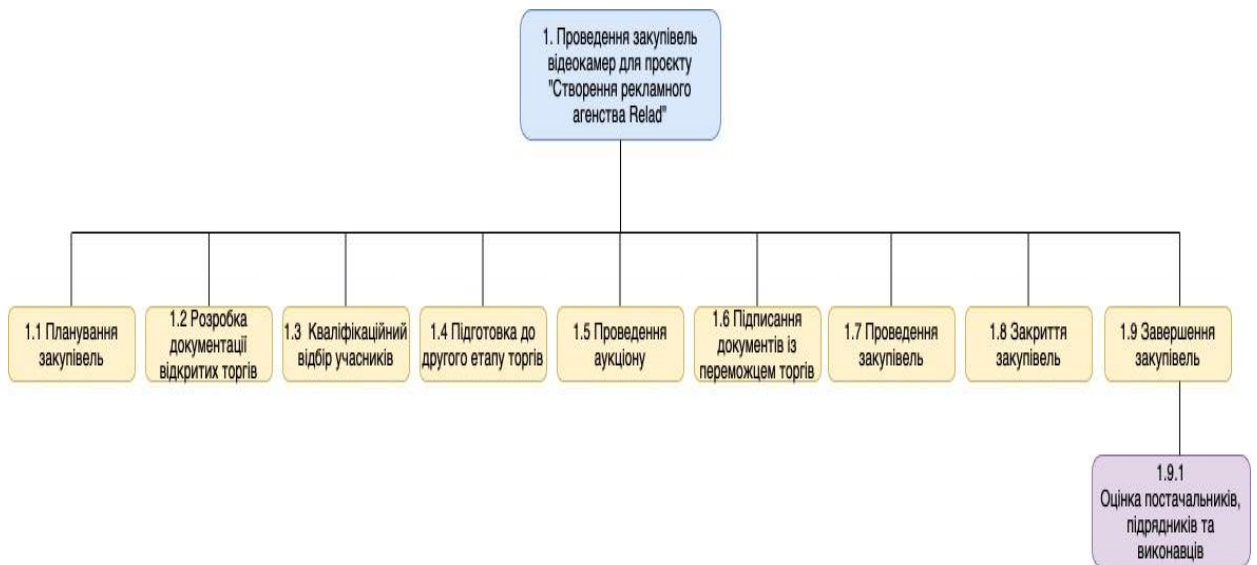 1. Проведення закупівель
відеокамер для проєкту
"Створення рекламного
агенства Relad"
1.1 Планування
закупівель
1.2 Розробка
документації
відкритих торгів
1.3 Кваліфікаційний
відбір учасників
1.4 Підготовка до
другого етапу торгів
1.5 Проведення
аукціону
1.6 Підписання
документів із
переможцем торгів
1.7 Проведення
закупівель
1.8 Закриття
закупівель
1.9 Завершення
закупівель
1.9.1
Оцінка постачальників,
підрядників та
виконавців